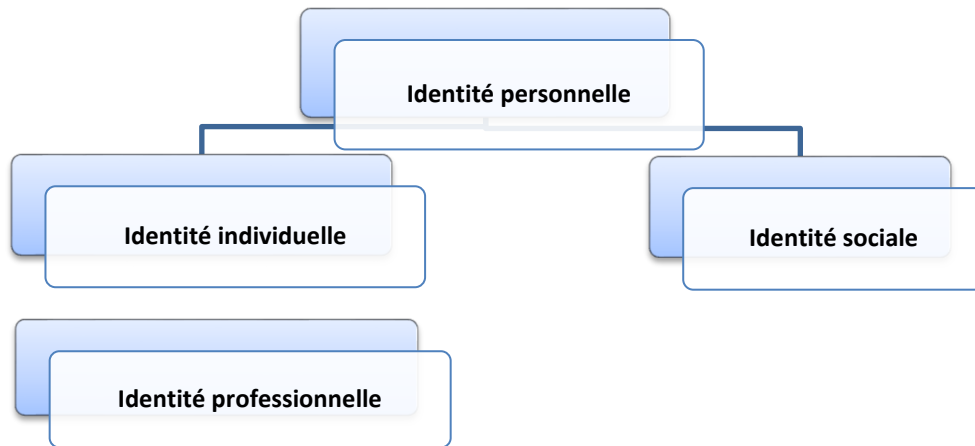 Identité personnelle
Identité individuelle
Identité sociale
Identité professionnelle